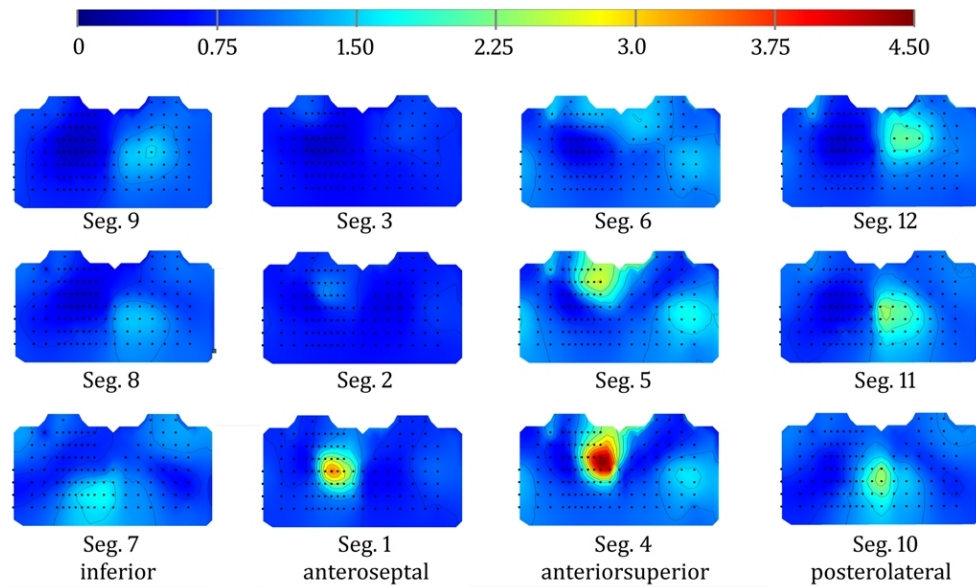 0 0.75 1.50 2.25 3.0 3.75 4.50
Seg. 9 Seg. 3 Seg. 6 Seg. 12
Seg. 8 Seg. 2 Seg. 5 Seg. 11
Seg. 7 Seg. 1 Seg. 4 Seg. 10
inferior anteroseptal anteriorsuperior posterolateral